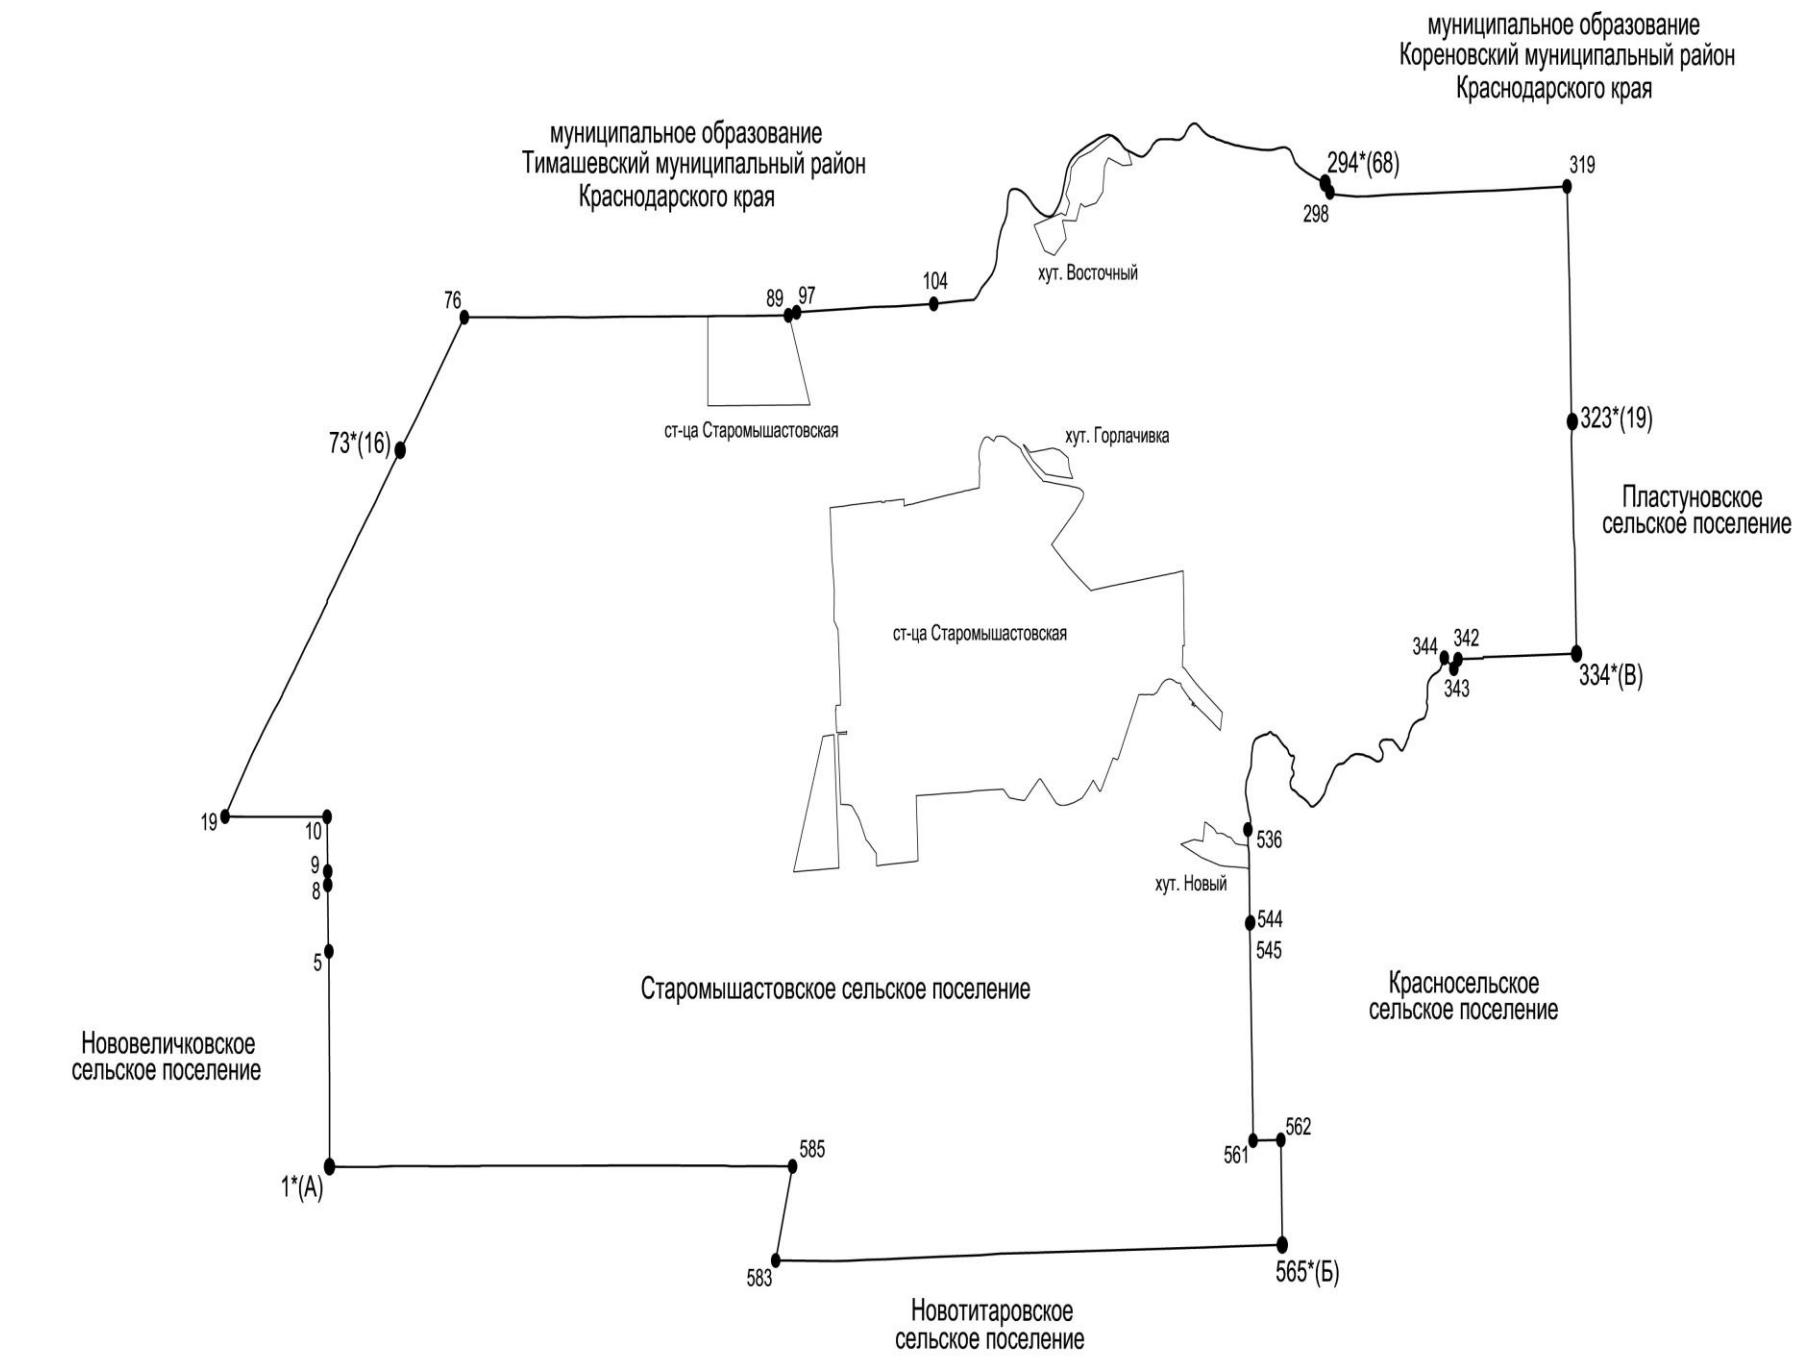 муниципальное образование
Кореновский муниципальный район
Краснодарского края
муниципальное образование
Тимашевский муниципальный район
Краснодарского края
294*(68)
319
298
хут. Восточный
104
76
89
97
323*(19)
ст-ца Старомышастовская
хут. Горлачивка
73*(16)
Пластуновское
сельское поселение
ст-ца Старомышастовская
344
342
343
334*(В)
19
10
536
9
8
хут. Новый
544
545
5
Старомышастовское сельское поселение
Красносельское
сельское поселение
Нововеличковское
сельское поселение
562
561
585
1*(А)
583
565*(Б)
Новотитаровское
сельское поселение